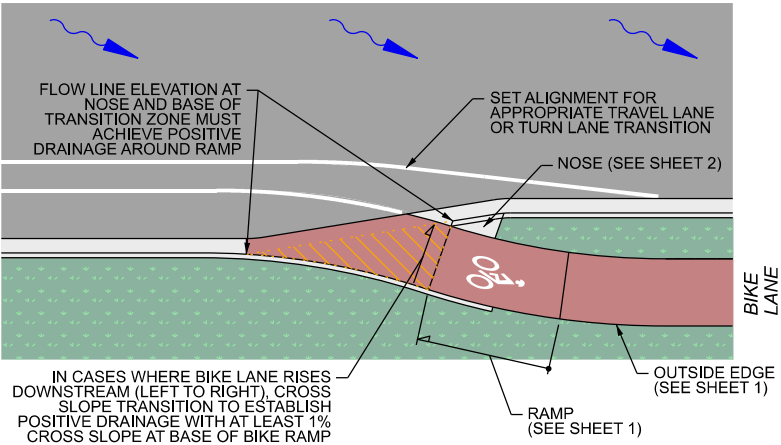 FLOW LINE ELEVATION AT
NOSE AND BASE OF
TRANSITION ZONE MUST
ACHIEVE POSITIVE
DRAINAGE AROUND RAMP
SET ALIGNMENT FOR
APPROPRIATE TRAVEL LANE
OR TURN LANE TRANSITION
NOSE (SEE SHEET 2)
BIKE
LANE
IN CASES WHERE BIKE LANE RISES
DOWNSTREAM (LEFT TO RIGHT), CROSS
SLOPE TRANSITION TO ESTABLISH
POSITIVE DRAINAGE WITH AT LEAST 1%
CROSS SLOPE AT BASE OF BIKE RAMP
RAMP
(SEE SHEET 1)
OUTSIDE EDGE
(SEE SHEET 1)